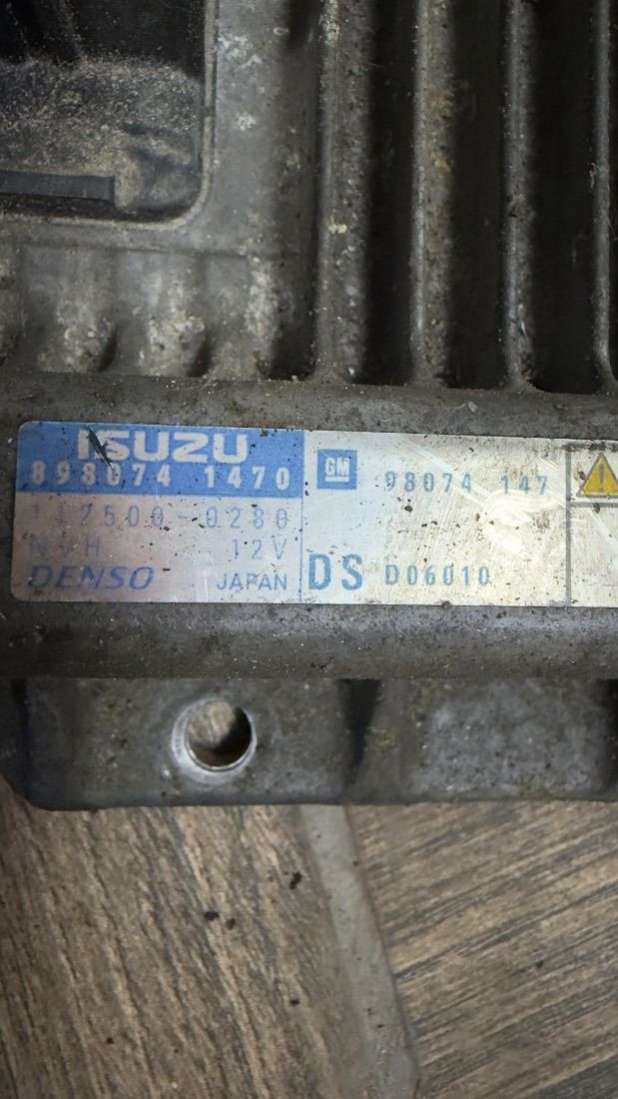 ISUZU
898074 1470
112500-0280
12V
DENSO JAPAN
GM 98074 147
DS D06010